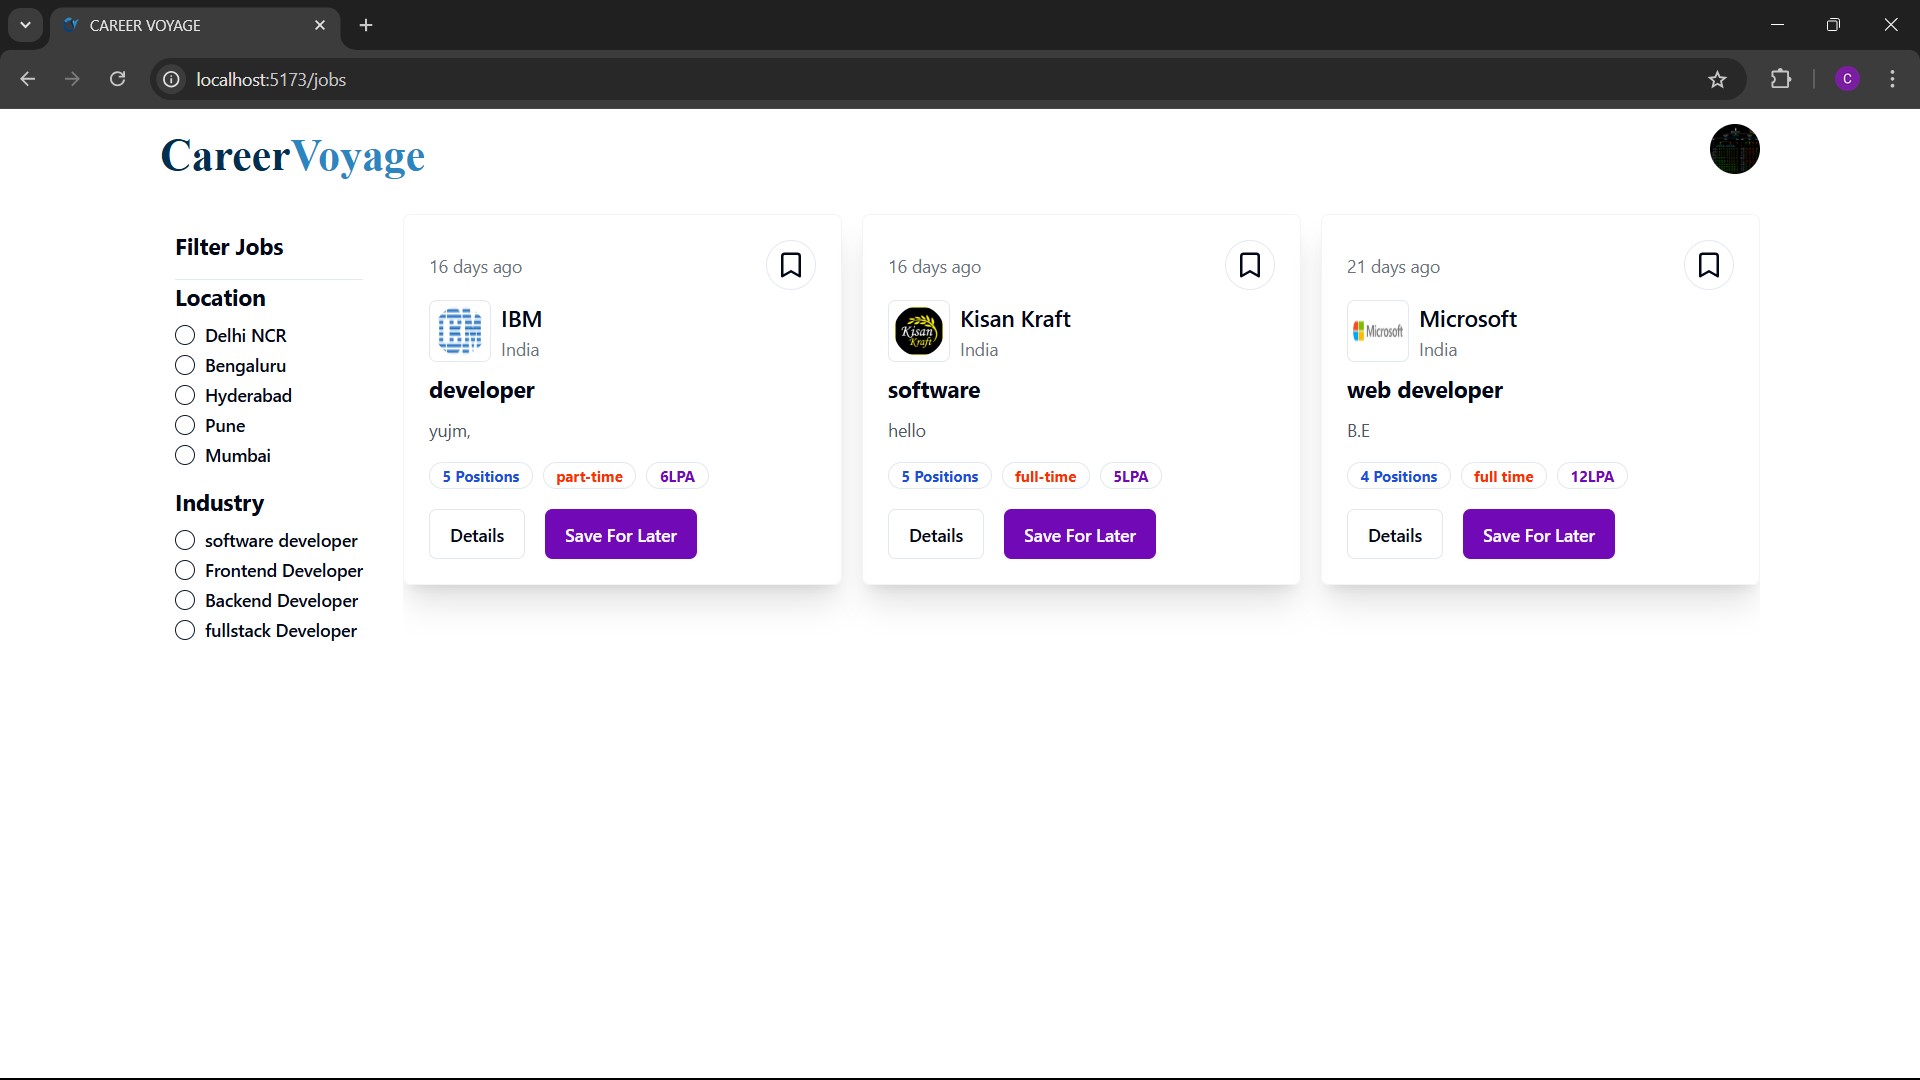 CAREER VOYAGE
localhost:5173/jobs
C
CareerVoyage
Filter Jobs
Location
Delhi NCR
Bengaluru
Hyderabad
Pune
Mumbai
Industry
software developer
Frontend Developer
Backend Developer
fullstack Developer
16 days ago
IBM
IBM
India
developer
yujm,
5 Positions part-time 6LPA
Details Save For Later
16 days ago
Kisan
Kraft
Kisan Kraft
India
software
hello
5 Positions full-time 5LPA
Details Save For Later
21 days ago
Microsoft
Microsoft
India
web developer
B.E
4 Positions full time 12LPA
Details Save For Later